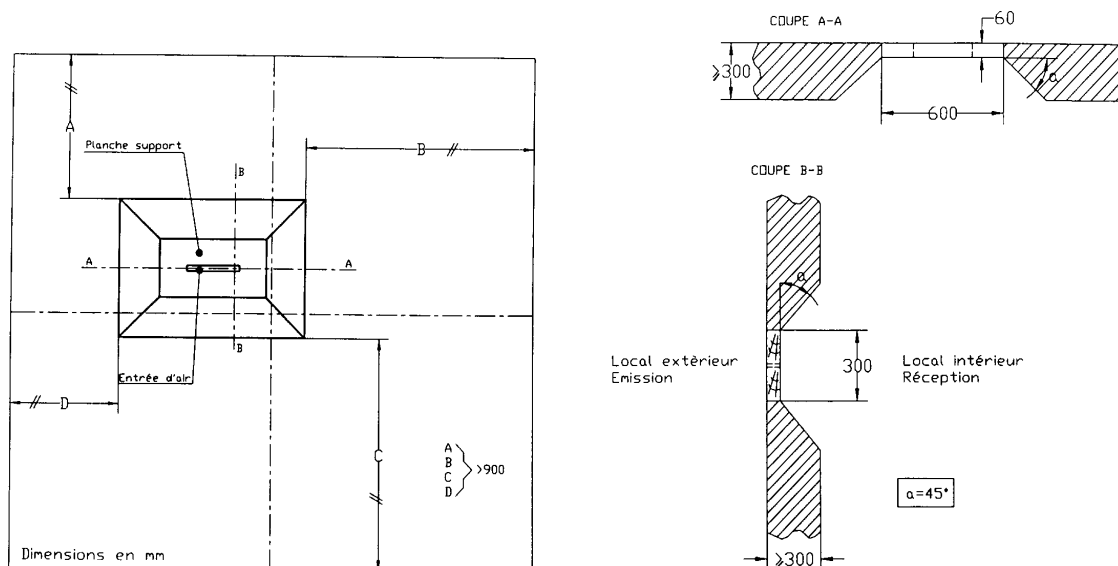 A
Planche support
B
B
A
A
B
Entrée d'air
D
C
A
B
C
D
>900
Dimensions en mm
COUPE A-A
60
⩾300
a
600
COUPE B-B
a
Local extèrieur
Emission
300
Local intérieur
Réception
a=45°
⩾300